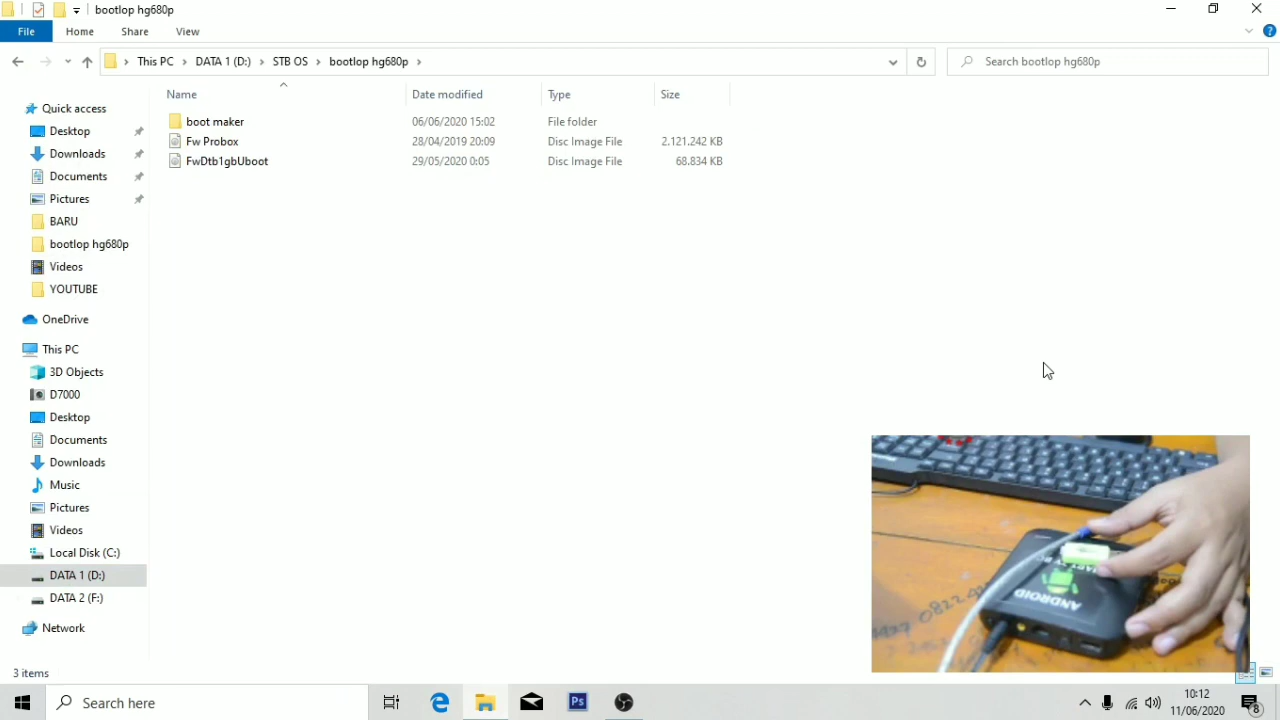 bootlop hg680p
File Home Share View
This PC DATA 1 (D:) STB OS bootlop hg680p
Search bootlop hg680p
Name Date modified Type Size
boot maker 06/06/2020 15:02 File folder
Fw Probox 28/04/2019 20:09 Disc Image File 2.121.242 KB
FwDtb1gbUboot 29/05/2020 0:05 Disc Image File 68.834 KB
Quick access
Desktop
Downloads
Documents
Pictures
BARU
bootlop hg680p
Videos
YOUTUBE
OneDrive
This PC
3D Objects
D7000
Desktop
Documents
Downloads
Music
Pictures
Videos
Local Disk (C:)
DATA 1 (D:)
DATA 2 (F:)
Network
ANDROID
3 items
Search here
Ps
10:12
11/06/2020
8